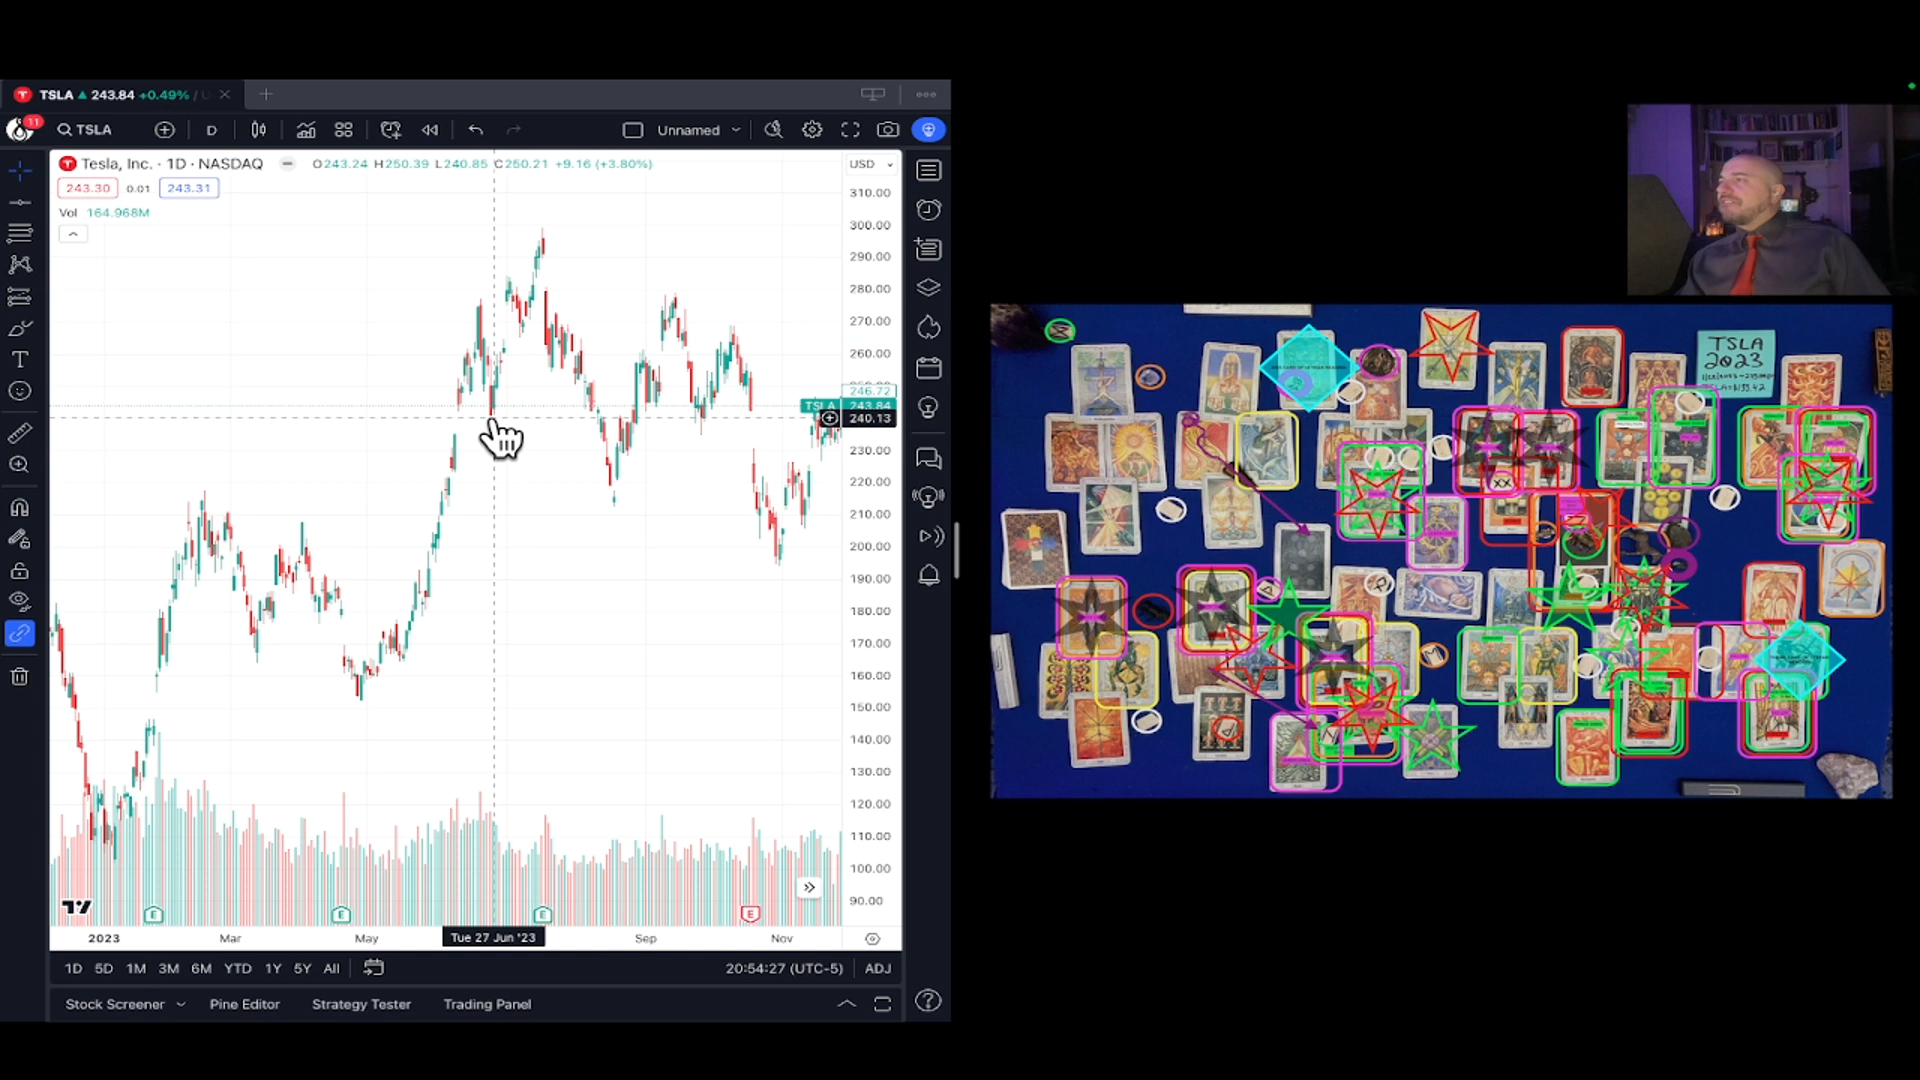 TSLA 243.84 +0.49% /
11
TSLA
D
Unnamed
Tesla, Inc. · 1D · NASDAQ
O243.24 H250.39 L240.85 C250.21 +9.16 (+3.80%)
USD
243.30
0.01
243.31
Vol 164.968M
310.00
300.00
290.00
280.00
270.00
260.00
246.72
TSLA 243.84
240.13
230.00
220.00
210.00
200.00
190.00
180.00
170.00
160.00
150.00
140.00
130.00
120.00
110.00
100.00
90.00
E
E
E
E
2023
Mar
May
Tue 27 Jun '23
Sep
Nov
1D 5D 1M 3M 6M YTD 1Y 5Y All
20:54:27 (UTC-5)
ADJ
Stock Screener
Pine Editor
Strategy Tester
Trading Panel
TSLA
2023
XX